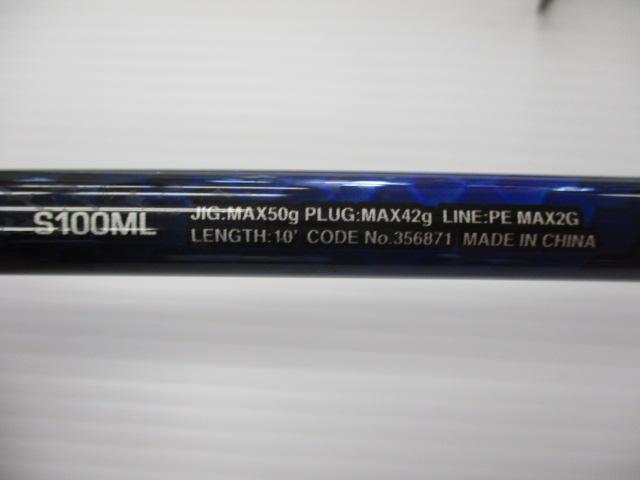 S100ML
JIG:MAX50g PLUG:MAX42g LINE:PE MAX2G
LENGTH:10' CODE No.356871 MADE IN CHINA